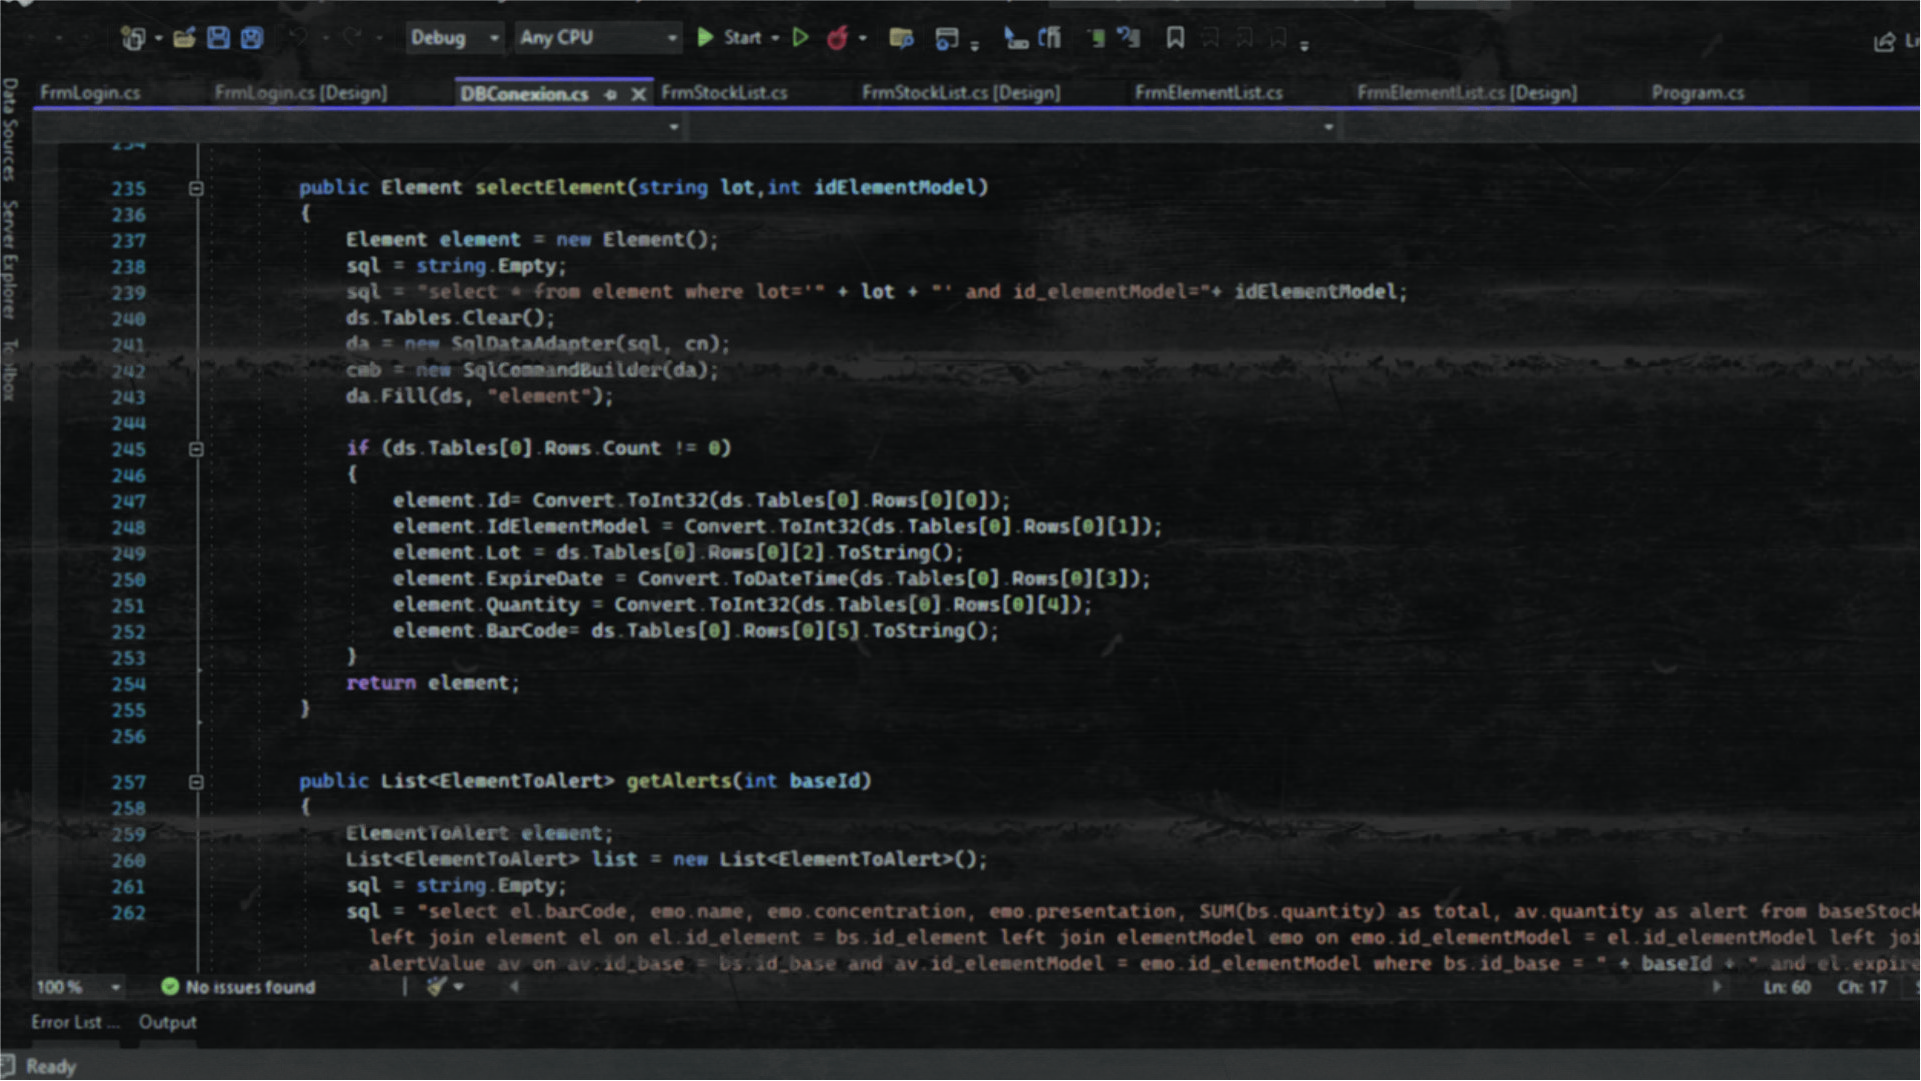 Debug Any CPU Start
FrmLogin.cs FrmLogin.cs [Design] DBConexion.cs FrmStockList.cs FrmStockList.cs [Design] FrmElementList.cs FrmElementList.cs [Design] Program.cs
Data Sources
Server Explorer
Toolbox
234
235 public Element selectElement(string lot,int idElementModel)
236 {
237 Element element = new Element();
238 sql = string.Empty;
239 sql = "select * from element where lot='" + lot + "' and id_elementModel="+ idElementModel;
240 ds.Tables.Clear();
241 da = new SqlDataAdapter(sql, cn);
242 cmb = new SqlCommandBuilder(da);
243 da.Fill(ds, "element");
244
245 if (ds.Tables[0].Rows.Count != 0)
246 {
247 element.Id= Convert.ToInt32(ds.Tables[0].Rows[0][0]);
248 element.IdElementModel = Convert.ToInt32(ds.Tables[0].Rows[0][1]);
249 element.Lot = ds.Tables[0].Rows[0][2].ToString();
250 element.ExpireDate = Convert.ToDateTime(ds.Tables[0].Rows[0][3]);
251 element.Quantity = Convert.ToInt32(ds.Tables[0].Rows[0][4]);
252 element.BarCode= ds.Tables[0].Rows[0][5].ToString();
253 }
254 return element;
255 }
256
257 public List<ElementToAlert> getAlerts(int baseId)
258 {
259 ElementToAlert element;
260 List<ElementToAlert> list = new List<ElementToAlert>();
261 sql = string.Empty;
262 sql = "select el.barCode, emo.name, emo.concentration, emo.presentation, SUM(bs.quantity) as total, av.quantity as alert from baseStock
left join element el on el.id_element = bs.id_element left join elementModel emo on emo.id_elementModel = el.id_elementModel left joi
alertValue av on av.id_base = bs.id_base and av.id_elementModel = emo.id_elementModel where bs.id_base = " + baseId + " and el.expire
100 % No issues found Ln: 60 Ch: 17
Error List ... Output
Ready